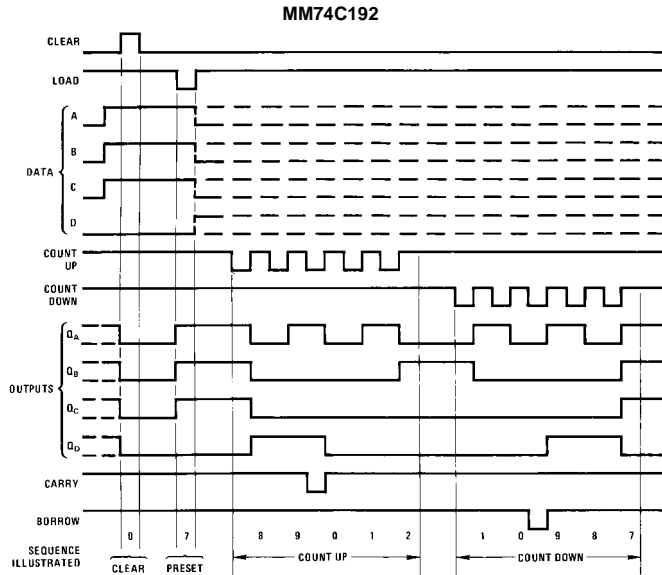 MM74C192
CLEAR
LOAD
A
B
DATA
C
D
COUNT
UP
COUNT
DOWN
QA
QB
OUTPUTS
QC
QD
CARRY
BORROW
0 7 8 9 0 1 2 1 0 9 8 7
SEQUENCE
ILLUSTRATED
COUNT UP COUNT DOWN
CLEAR PRESET